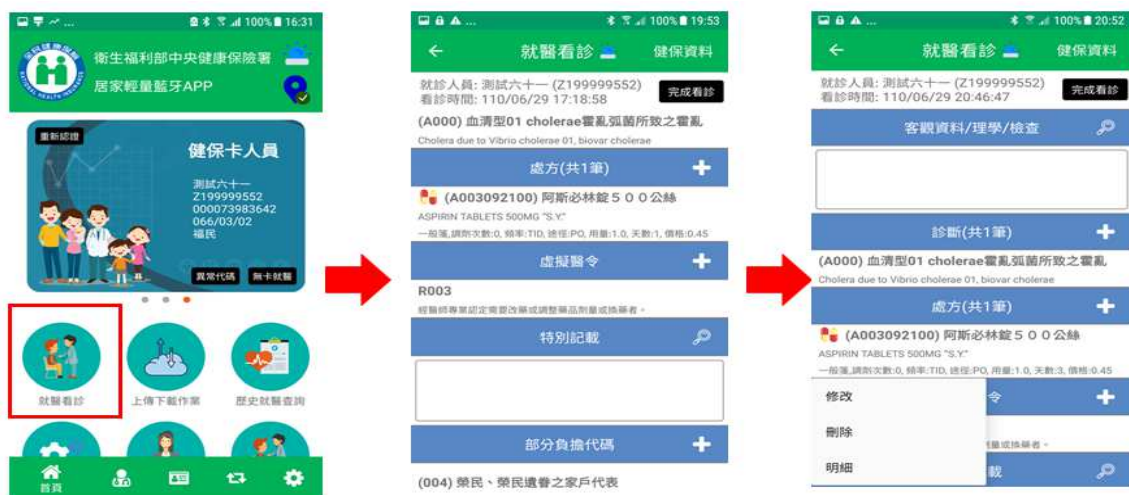 ... 100% 16:31
衛生福利部中央健康保險署
居家輕量藍牙APP
重新認證
健保卡人員
測試六十一
Z199999552
000073983642
066/03/02
福民
異常代碼 無卡就醫
就醫看診 上傳下載作業 歷史就醫查詢
首頁
... 100% 19:53
就醫看診 健保資料
就診人員: 測試六十一 (Z199999552)
看診時間: 110/06/29 17:18:58
完成看診
(A000) 血清型01 cholerae霍亂弧菌所致之霍亂
Cholera due to Vibrio cholerae 01, biovar cholerae
處方(共1筆)
(A003092100) 阿斯必林錠５００公絲
ASPIRIN TABLETS 500MG "S.Y."
一般箋,調劑次數:0, 頻率:TID, 途徑:PO, 用量:1.0, 天數:1, 價格:0.45
虛擬醫令
R003
經醫師專業認定需要改藥或調整藥品劑量或換藥者。
特別記載
部分負擔代碼
(004) 榮民、榮民遺眷之家戶代表
... 100% 20:52
就醫看診 健保資料
就診人員: 測試六十一 (Z199999552)
看診時間: 110/06/29 20:46:47
完成看診
客觀資料/理學/檢查
診斷(共1筆)
(A000) 血清型01 cholerae霍亂弧菌所致之霍亂
Cholera due to Vibrio cholerae 01, biovar cholerae
處方(共1筆)
(A003092100) 阿斯必林錠５００公絲
ASPIRIN TABLETS 500MG "S.Y."
一般箋,調劑次數:0, 頻率:TID, 途徑:PO, 用量:1.0, 天數:3, 價格:0.45
修改
令
刪除
劑量或換藥者。
明細
載